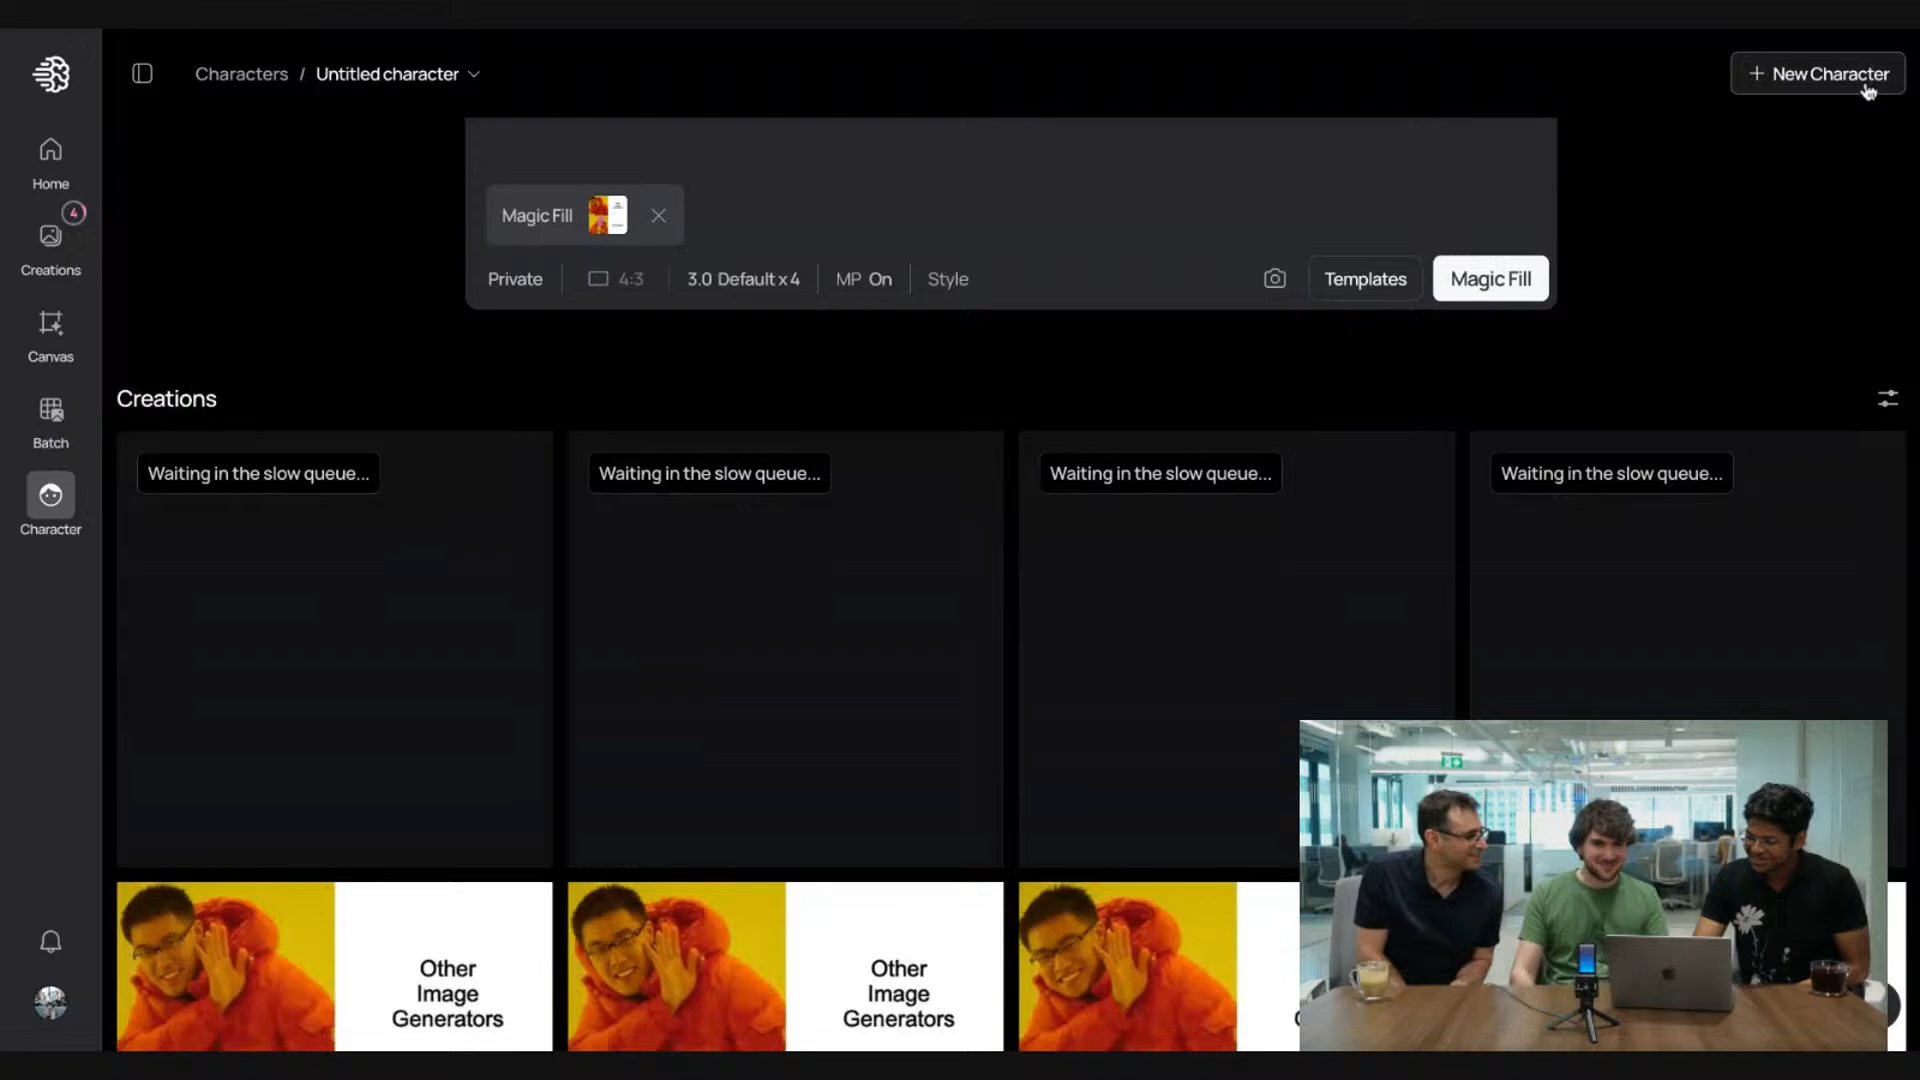 Characters / Untitled character
+ New Character
Home
4
Creations
Canvas
Batch
Character
Magic Fill
Private
4:3
3.0 Default x 4
MP On
Style
Templates
Magic Fill
Creations
Waiting in the slow queue...
Waiting in the slow queue...
Waiting in the slow queue...
Waiting in the slow queue...
Other
Image
Generators
Other
Image
Generators